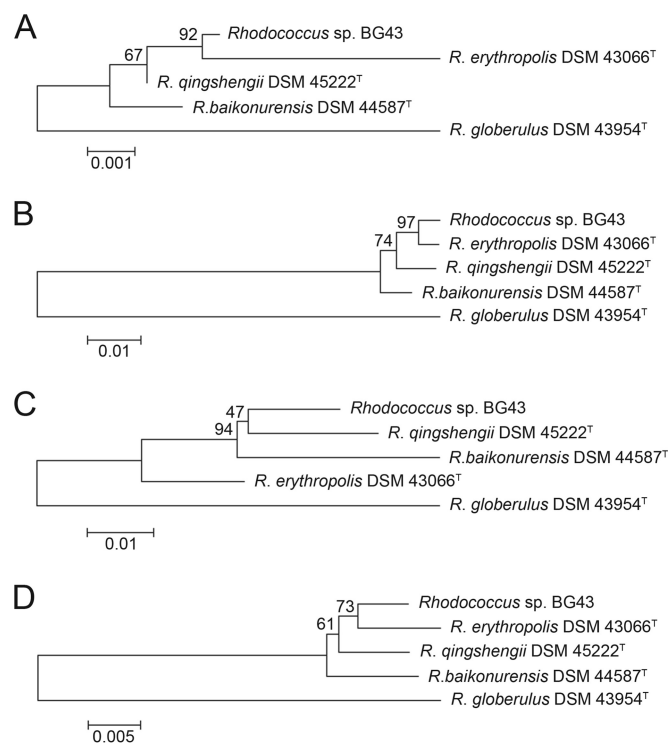 A
92
Rhodococcus sp. BG43
R. erythropolis DSM 43066ᵀ
67
R. qingshengii DSM 45222ᵀ
R.baikonurensis DSM 44587ᵀ
R. globerulus DSM 43954ᵀ
0.001
B
97
Rhodococcus sp. BG43
74
R. erythropolis DSM 43066ᵀ
R. qingshengii DSM 45222ᵀ
R.baikonurensis DSM 44587ᵀ
R. globerulus DSM 43954ᵀ
0.01
C
47
Rhodococcus sp. BG43
94
R. qingshengii DSM 45222ᵀ
R.baikonurensis DSM 44587ᵀ
R. erythropolis DSM 43066ᵀ
R. globerulus DSM 43954ᵀ
0.01
D
73
Rhodococcus sp. BG43
61
R. erythropolis DSM 43066ᵀ
R. qingshengii DSM 45222ᵀ
R.baikonurensis DSM 44587ᵀ
R. globerulus DSM 43954ᵀ
0.005